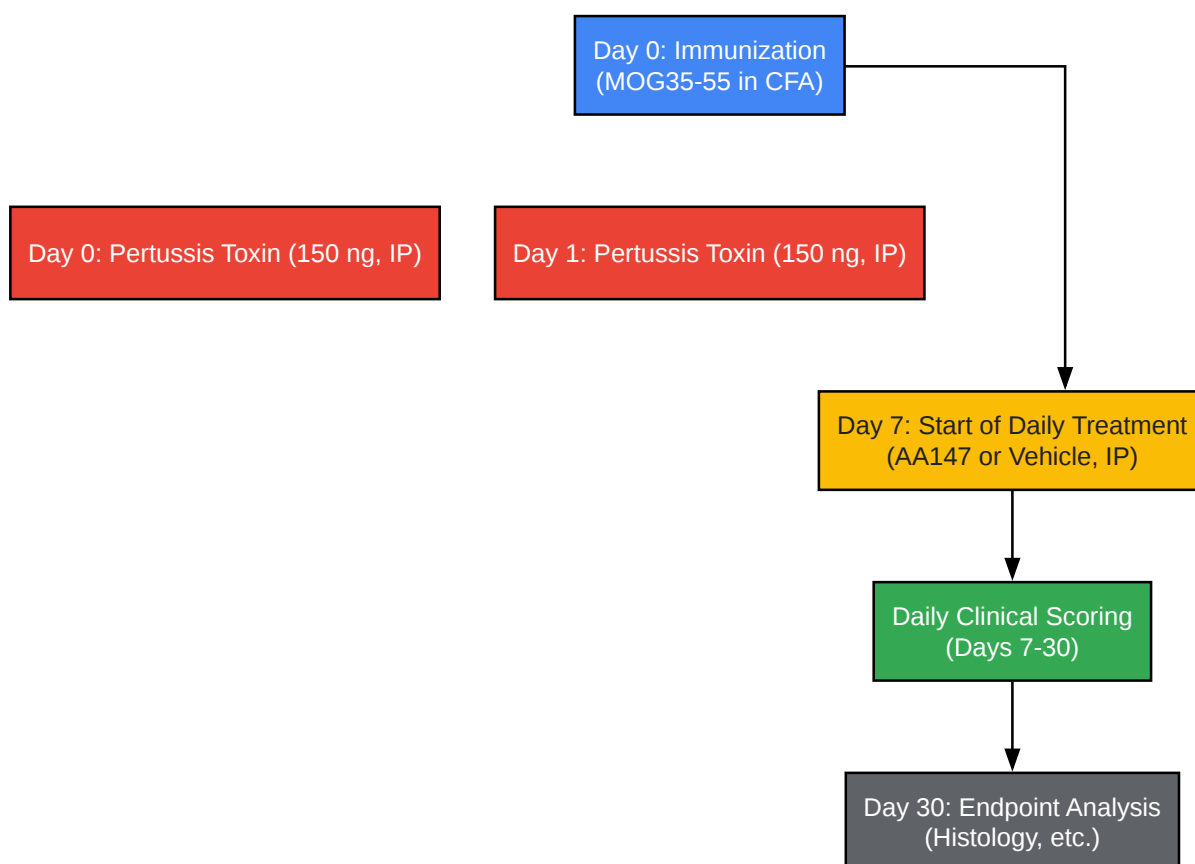 Day 0: Immunization
(MOG35-55 in CFA)
Day 0: Pertussis Toxin (150 ng, IP)
Day 1: Pertussis Toxin (150 ng, IP)
Day 7: Start of Daily Treatment
(AA147 or Vehicle, IP)
Daily Clinical Scoring
(Days 7-30)
Day 30: Endpoint Analysis
(Histology, etc.)